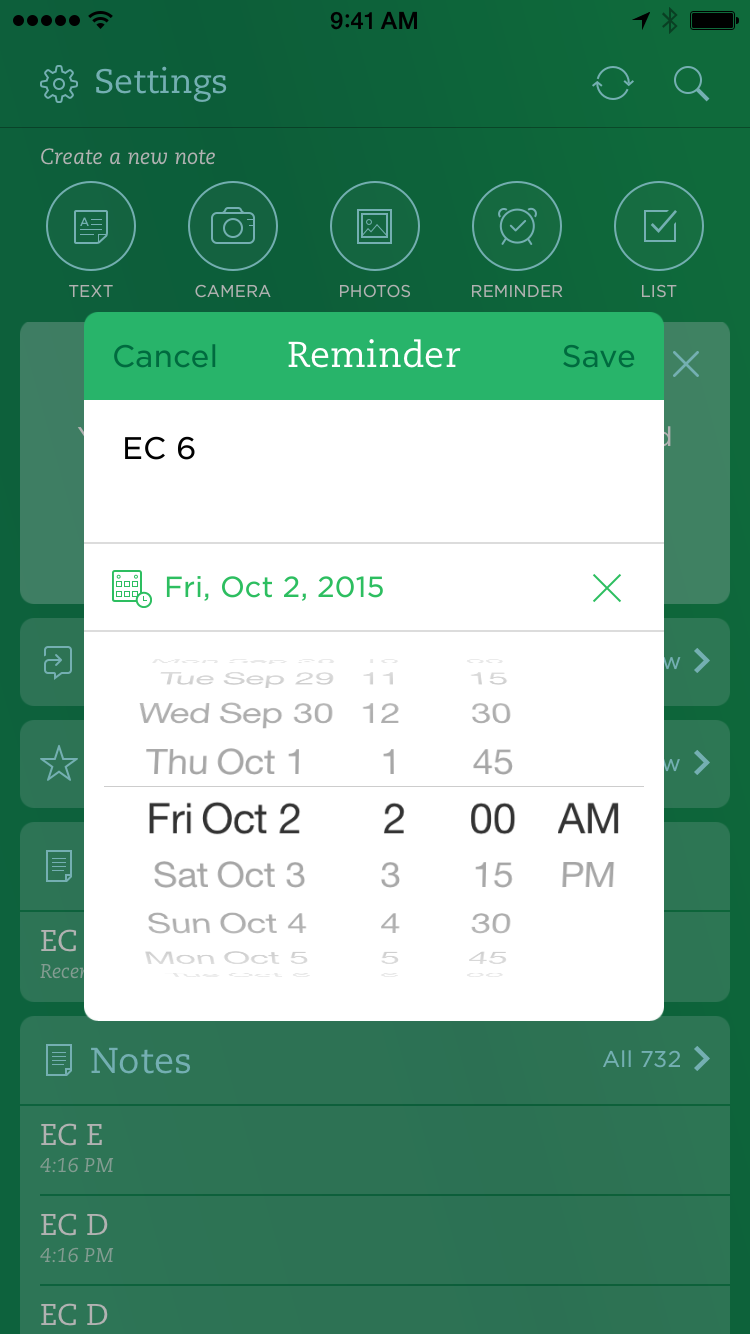 9:41 AM
Settings
Create a new note
TEXT CAMERA PHOTOS REMINDER LIST
Cancel Reminder Save
EC 6
Fri, Oct 2, 2015
Tue Sep 29 11 15
Wed Sep 30 12 30
Thu Oct 1 1 45
Fri Oct 2 2 00 AM
Sat Oct 3 3 15 PM
Sun Oct 4 4 30
Mon Oct 5 5 45
EC
Notes All 732
EC E
4:16 PM
EC D
4:16 PM
EC D